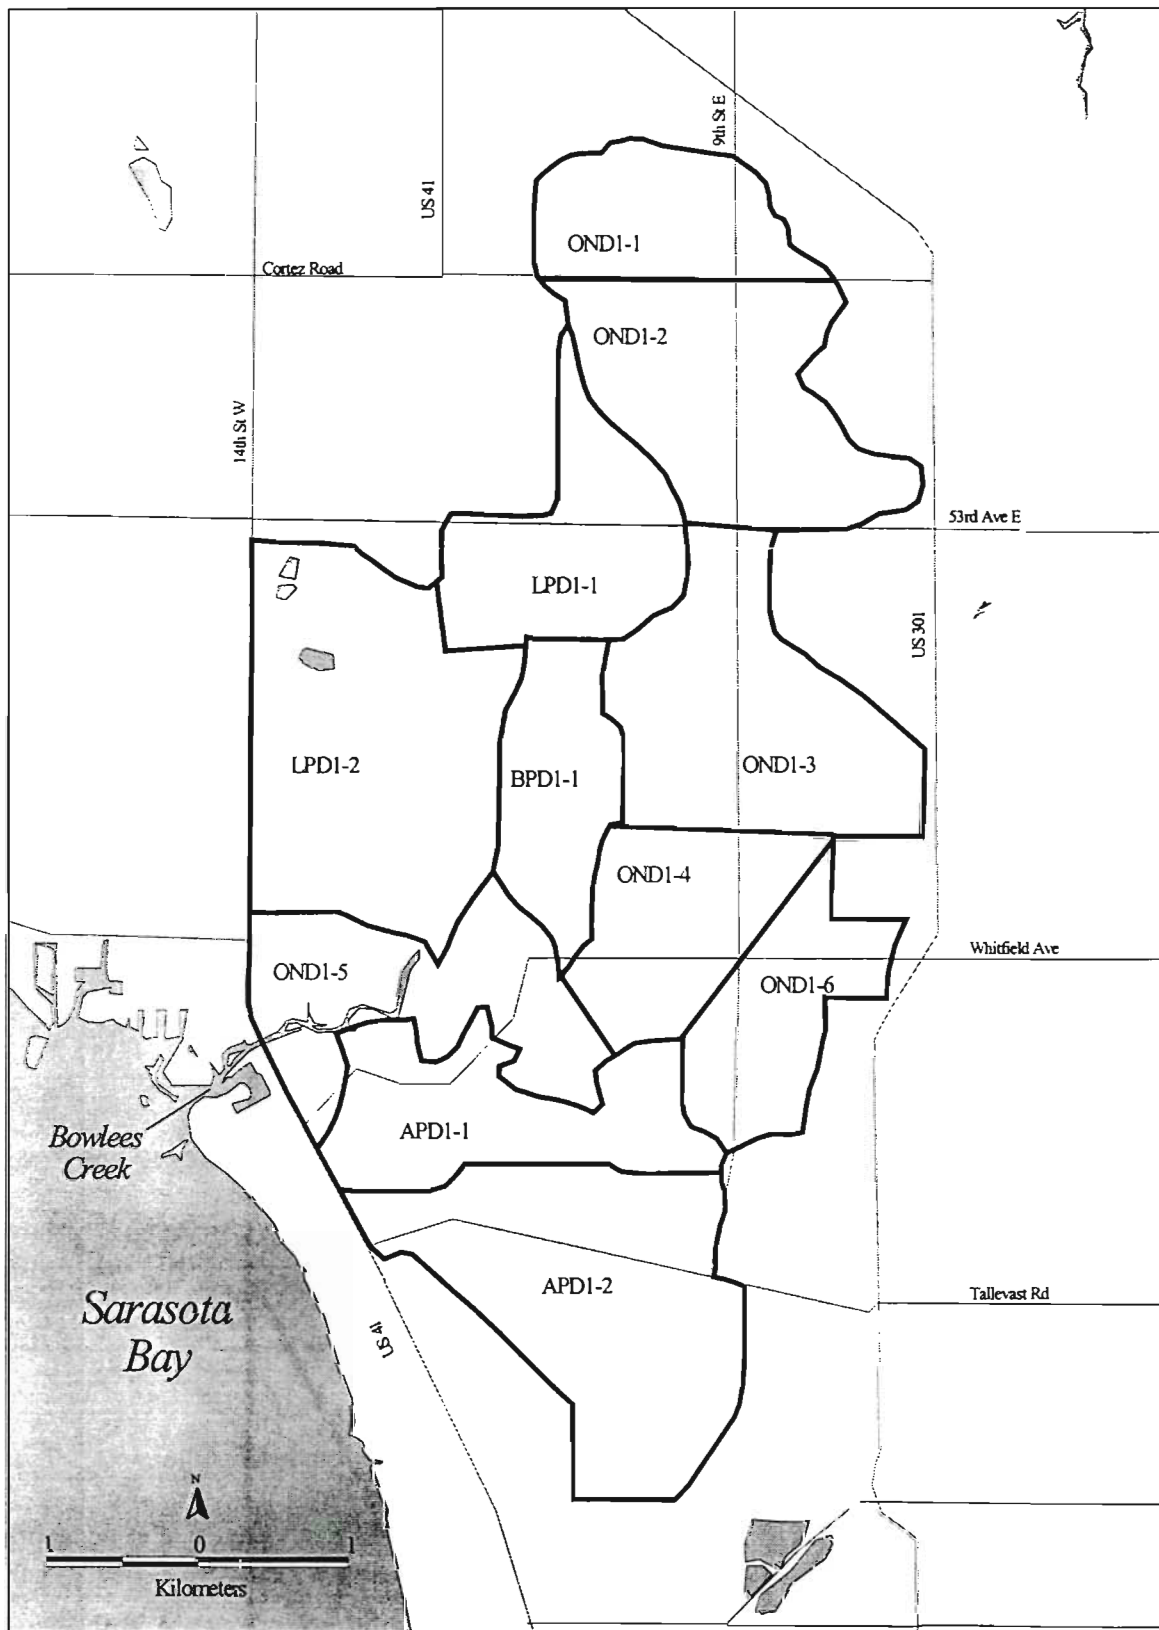 9th St E
US 41
OND1-1
Cortez Road
OND1-2
14th St W
53rd Ave E
LPD1-1
US 301
LPD1-2
BPD1-1
OND1-3
OND1-4
Whitfield Ave
OND1-5
OND1-6
APD1-1
Bowlees
Creek
APD1-2
Tallevast Rd
Sarasota
Bay
US 41
N
1 0 1
Kilometers